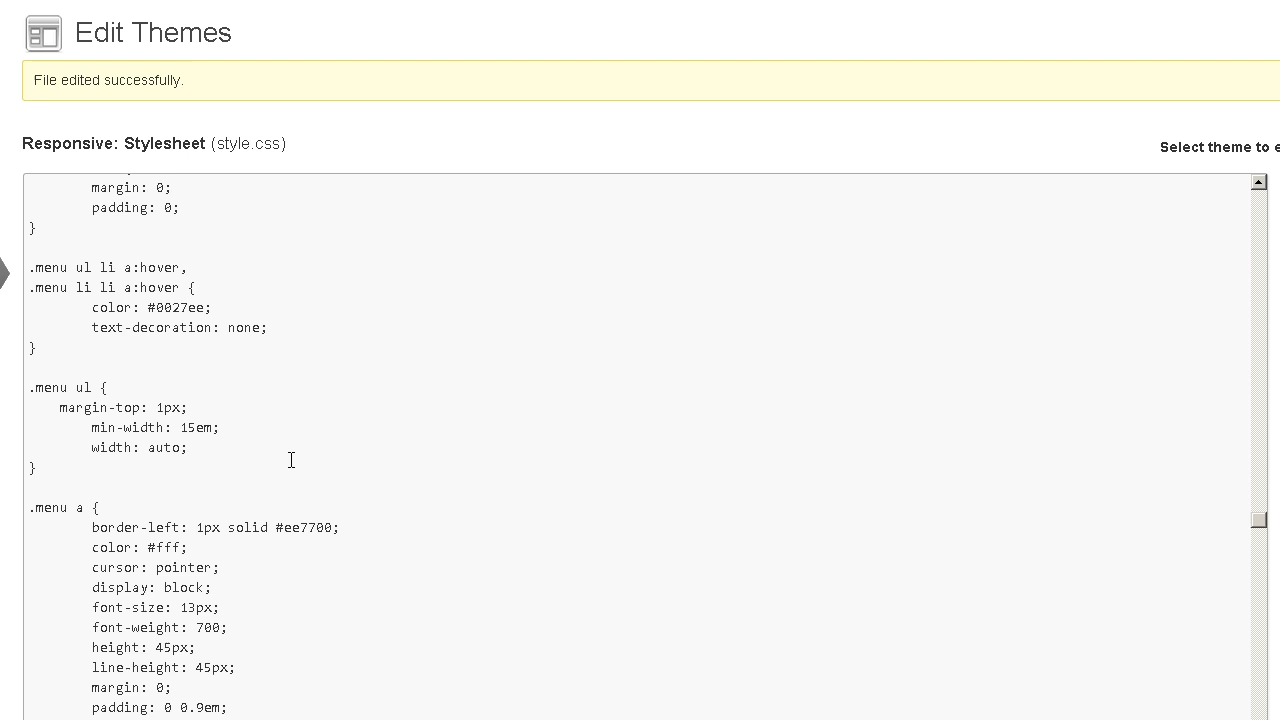 Edit Themes
File edited successfully.
Responsive: Stylesheet (style.css)
Select theme to e
margin: 0;
padding: 0;
}
.menu ul li a:hover,
.menu li li a:hover {
color: #0027ee;
text-decoration: none;
}
.menu ul {
margin-top: 1px;
min-width: 15em;
width: auto;
}
.menu a {
border-left: 1px solid #ee7700;
color: #fff;
cursor: pointer;
display: block;
font-size: 13px;
font-weight: 700;
height: 45px;
line-height: 45px;
margin: 0;
padding: 0 0.9em;